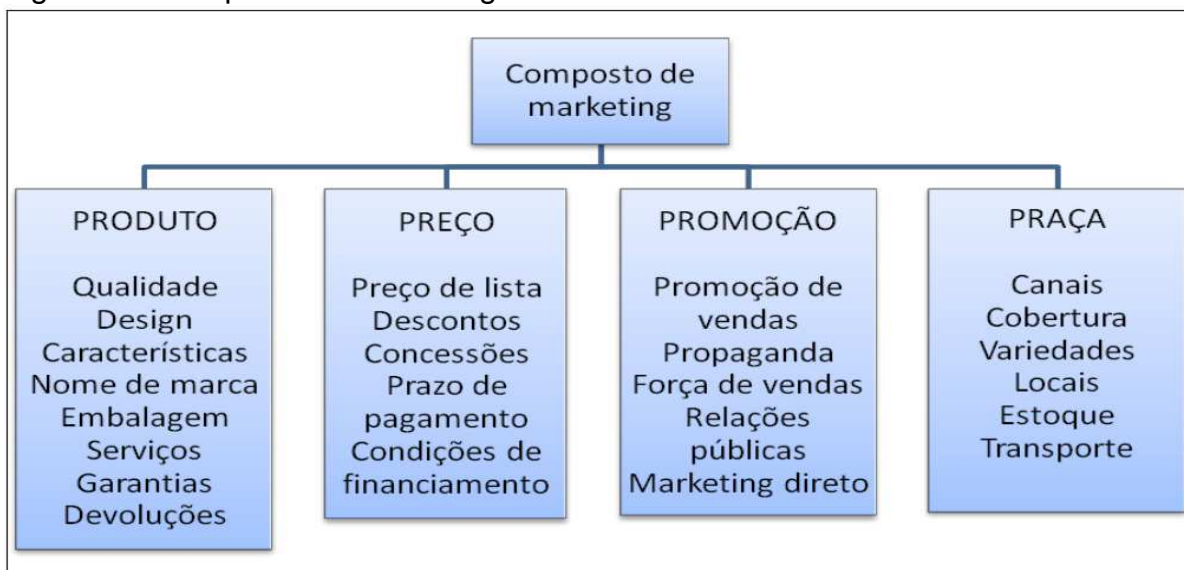 Composto de
marketing
PRODUTO
Qualidade
Design
Características
Nome de marca
Embalagem
Serviços
Garantias
Devoluções
PREÇO
Preço de lista
Descontos
Concessões
Prazo de
pagamento
Condições de
financiamento
PROMOÇÃO
Promoção de
vendas
Propaganda
Força de vendas
Relações
públicas
Marketing direto
PRAÇA
Canais
Cobertura
Variedades
Locais
Estoque
Transporte